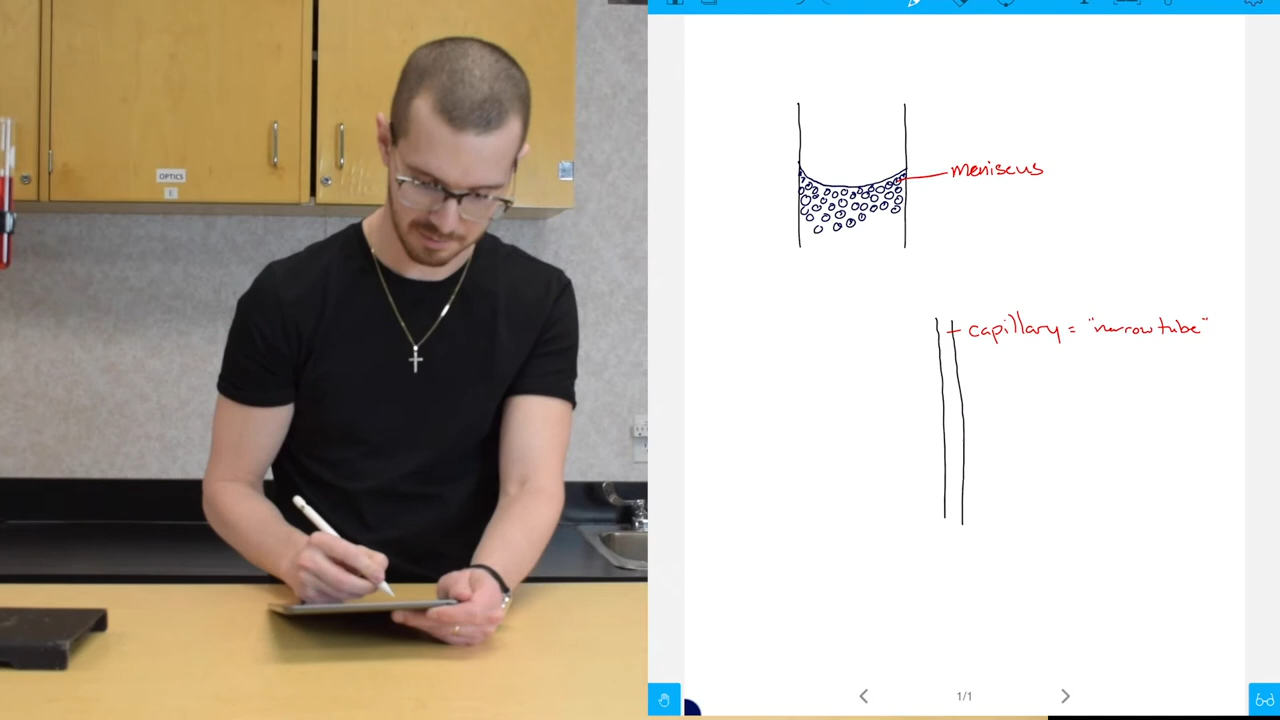 OPTICS
E
meniscus
capillary = "narrow tube"
1/1